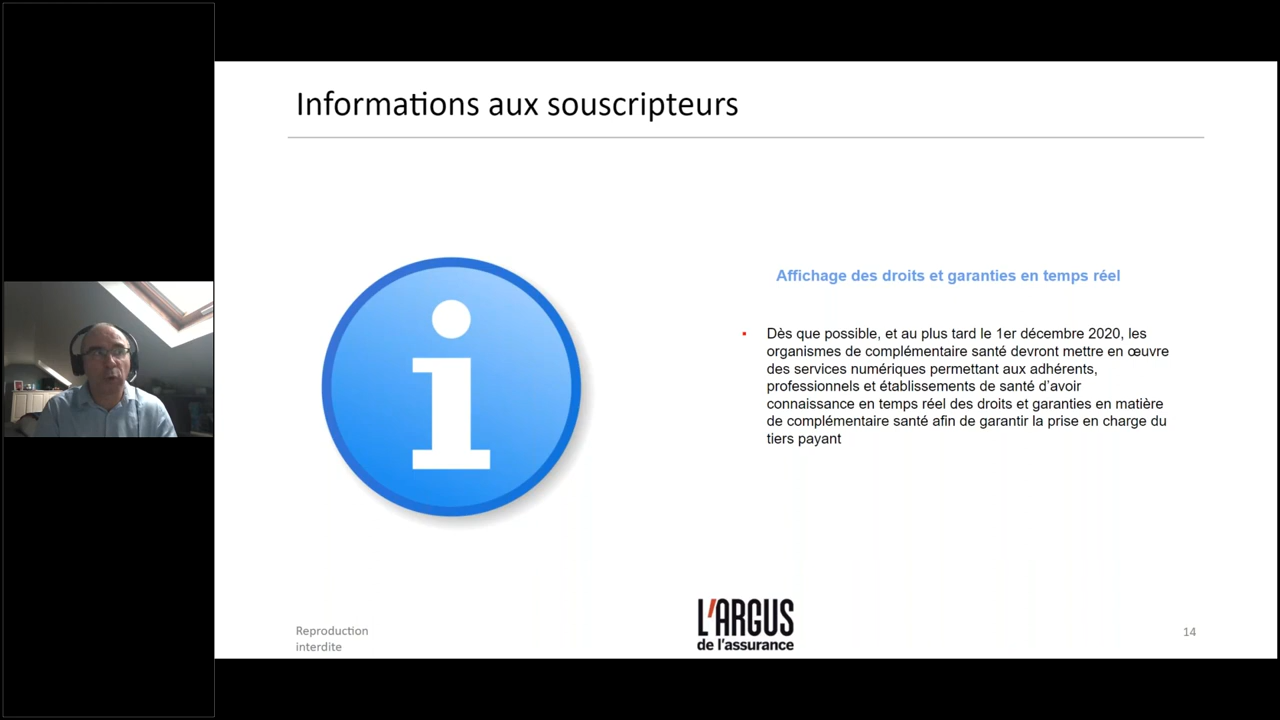 Informations aux souscripteurs
Affichage des droits et garanties en temps réel
• Dès que possible, et au plus tard le 1er décembre 2020, les
organismes de complémentaire santé devront mettre en œuvre
des services numériques permettant aux adhérents,
professionnels et établissements de santé d'avoir
connaissance en temps réel des droits et garanties en matière
de complémentaire santé afin de garantir la prise en charge du
tiers payant
Reproduction
interdite
L'ARGUS
de l'assurance
14